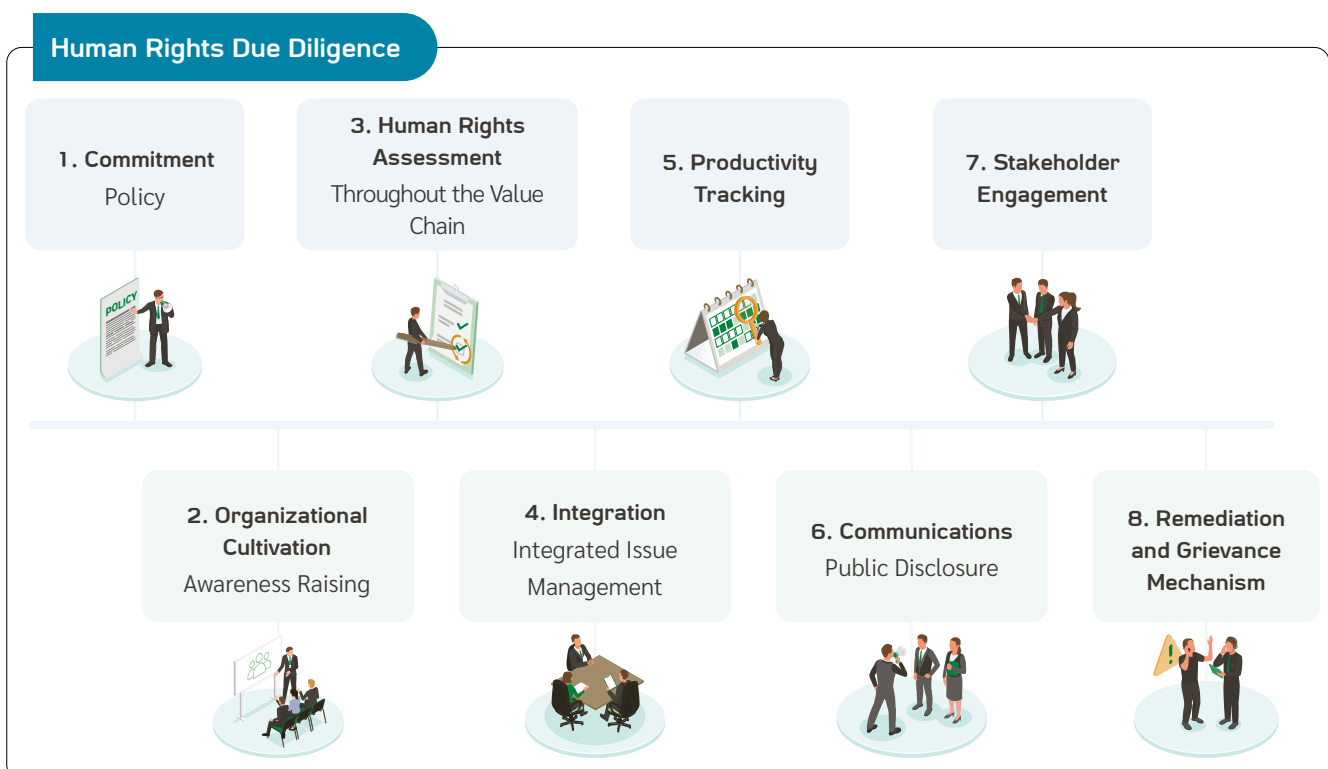 Human Rights Due Diligence
1. Commitment
Policy
3. Human Rights
Assessment
Throughout the Value
Chain
5. Productivity
Tracking
7. Stakeholder
Engagement
POLICY
2. Organizational
Cultivation
Awareness Raising
4. Integration
Integrated Issue
Management
6. Communications
Public Disclosure
8. Remediation
and Grievance
Mechanism
!